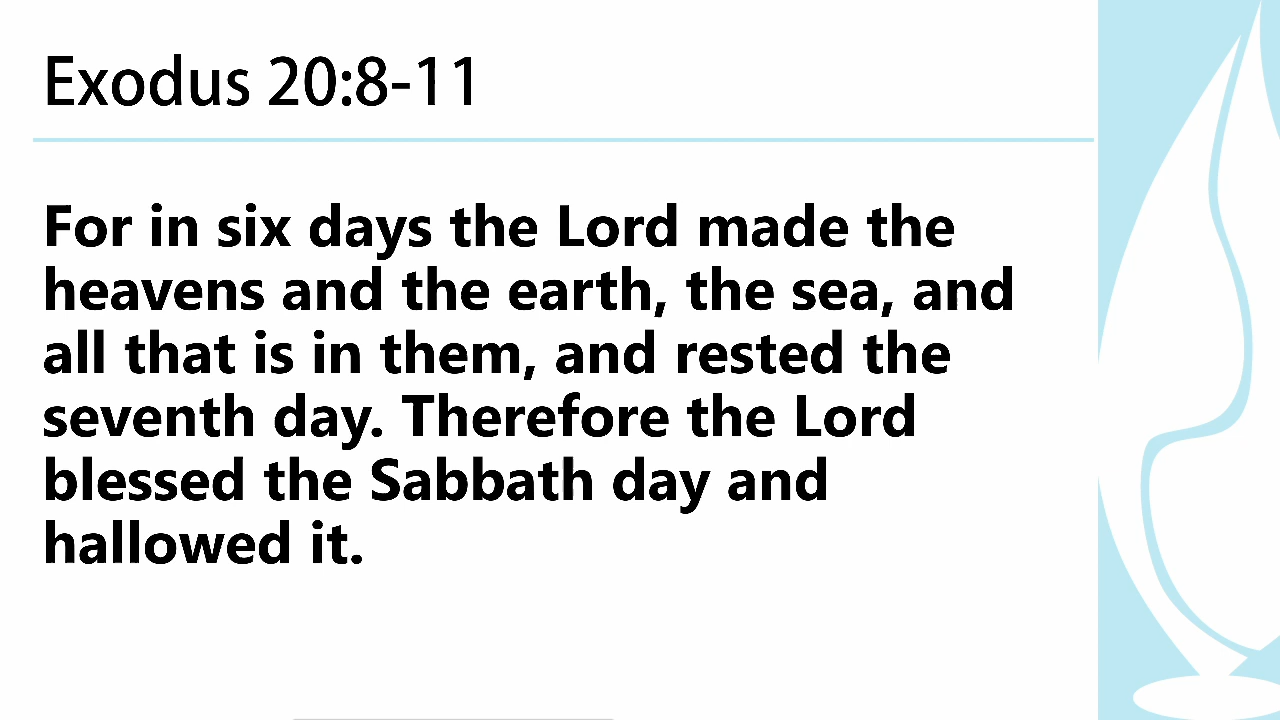 Exodus 20:8-11
For in six days the Lord made the
heavens and the earth, the sea, and
all that is in them, and rested the
seventh day. Therefore the Lord
blessed the Sabbath day and
hallowed it.